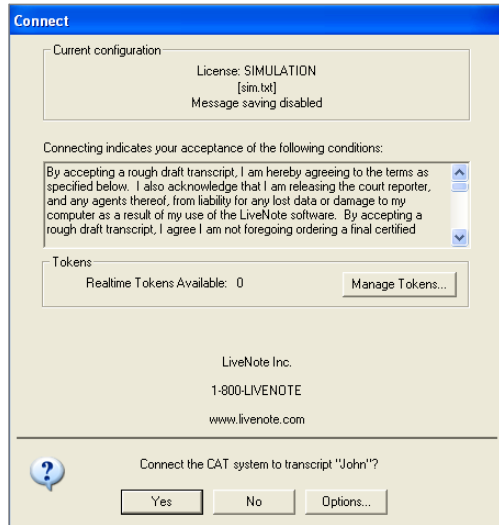 Connect
Current configuration
License: SIMULATION
[sim.txt]
Message saving disabled
Connecting indicates your acceptance of the following conditions:
By accepting a rough draft transcript, I am hereby agreeing to the terms as
specified below.  I also acknowledge that I am releasing the court reporter,
and any agents thereof, from liability for any lost data or damage to my
computer as a result of my use of the LiveNote software.  By accepting a
rough draft transcript, I agree I am not foregoing ordering a final certified
Tokens
Realtime Tokens Available:  0
Manage Tokens...
LiveNote Inc.
1-800-LIVENOTE
www.livenote.com
Connect the CAT system to transcript "John"?
Yes
No
Options...